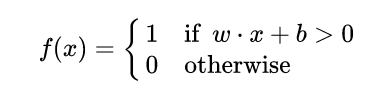 f(x) = { 1 if w · x + b > 0
0 otherwise